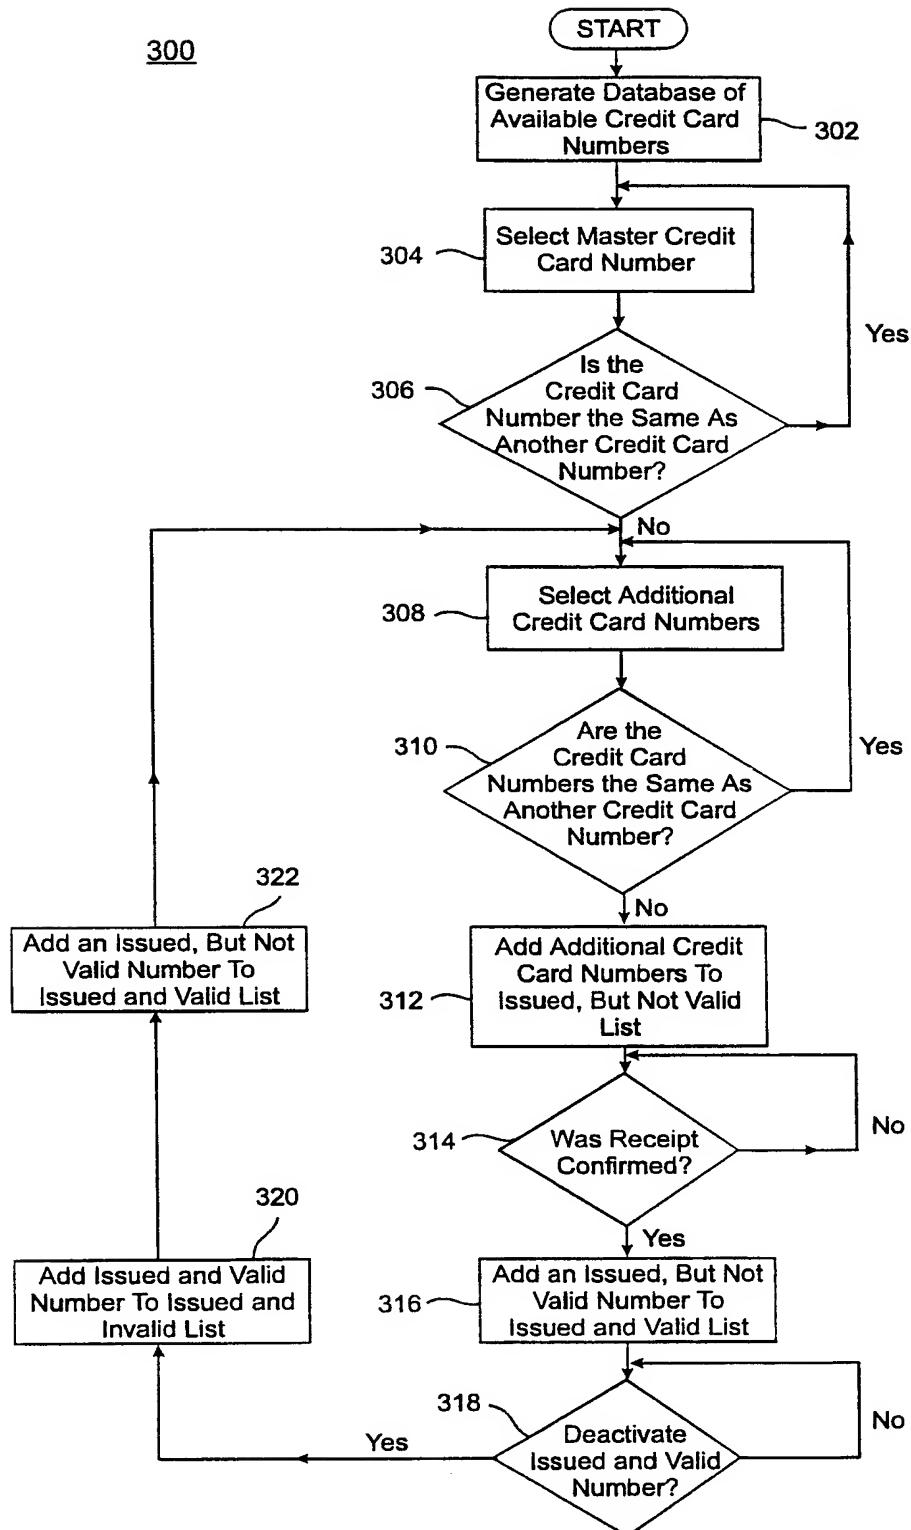 300
START
Generate Database of
Available Credit Card
Numbers
302
304
Select Master Credit
Card Number
Yes
306
Is the
Credit Card
Number the Same As
Another Credit Card
Number?
No
308
Select Additional
Credit Card Numbers
310
Are the
Credit Card
Numbers the Same As
Another Credit Card
Number?
Yes
No
322
Add an Issued, But Not
Valid Number To
Issued and Valid List
312
Add Additional Credit
Card Numbers To
Issued, But Not Valid
List
314
Was Receipt
Confirmed?
No
Yes
320
Add Issued and Valid
Number To Issued and
Invalid List
316
Add an Issued, But Not
Valid Number To
Issued and Valid List
318
Deactivate
Issued and Valid
Number?
No
Yes